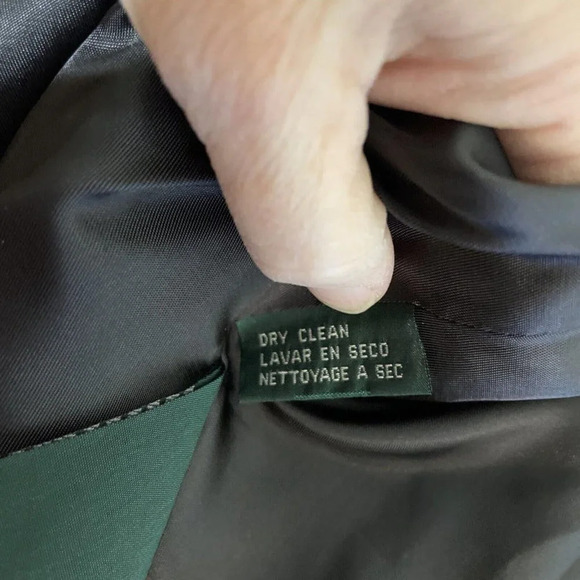 DRY CLEAN
LAVAR EN SECO
NETTOYAGE A SEC